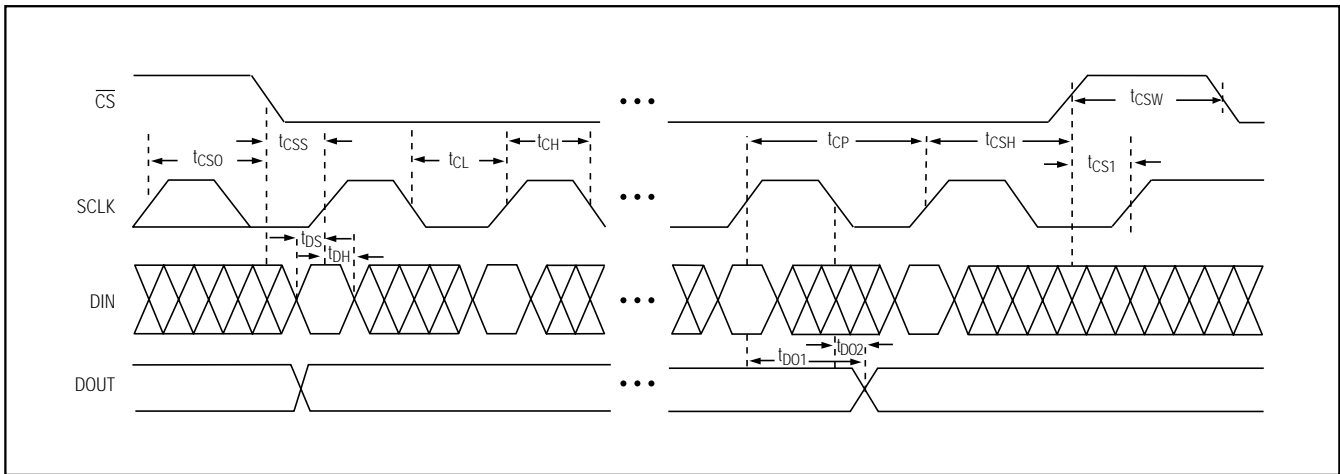 CS
tCSW
tCSS
tCSO
tCL
tCH
tCP
tCSH
tCS1
SCLK
tDS
tDH
DIN
tDO2
tDO1
DOUT